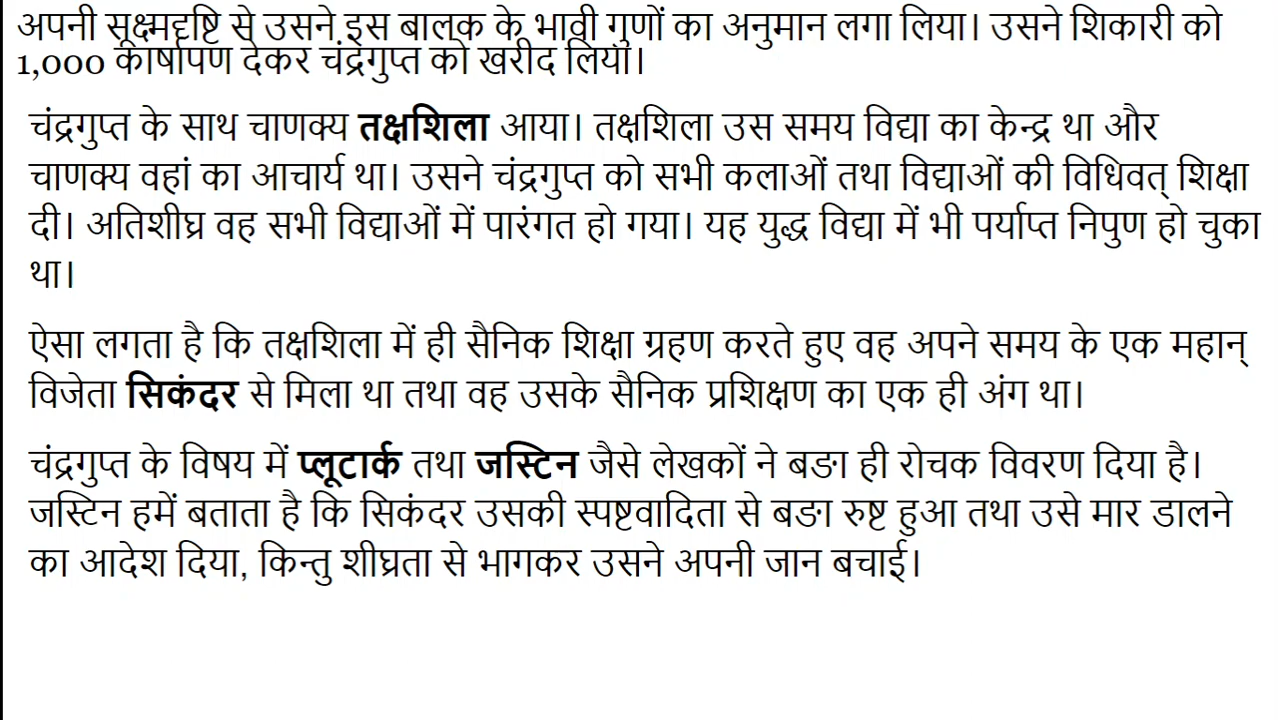 अपनी सूक्ष्मदृष्टि से उसने इस बालक के भावी गुणों का अनुमान लगा लिया। उसने शिकारी को
1,000 कार्षापण देकर चंद्रगुप्त को खरीद लिया।
चंद्रगुप्त के साथ चाणक्य तक्षशिला आया। तक्षशिला उस समय विद्या का केन्द्र था और
चाणक्य वहां का आचार्य था। उसने चंद्रगुप्त को सभी कलाओं तथा विद्याओं की विधिवत् शिक्षा
दी। अतिशीघ्र वह सभी विद्याओं में पारंगत हो गया। यह युद्ध विद्या में भी पर्याप्त निपुण हो चुका
था।
ऐसा लगता है कि तक्षशिला में ही सैनिक शिक्षा ग्रहण करते हुए वह अपने समय के एक महान्
विजेता सिकंदर से मिला था तथा वह उसके सैनिक प्रशिक्षण का एक ही अंग था।
चंद्रगुप्त के विषय में प्लूटार्क तथा जस्टिन जैसे लेखकों ने बङा ही रोचक विवरण दिया है।
जस्टिन हमें बताता है कि सिकंदर उसकी स्पष्टवादिता से बङा रुष्ट हुआ तथा उसे मार डालने
का आदेश दिया, किन्तु शीघ्रता से भागकर उसने अपनी जान बचाई।